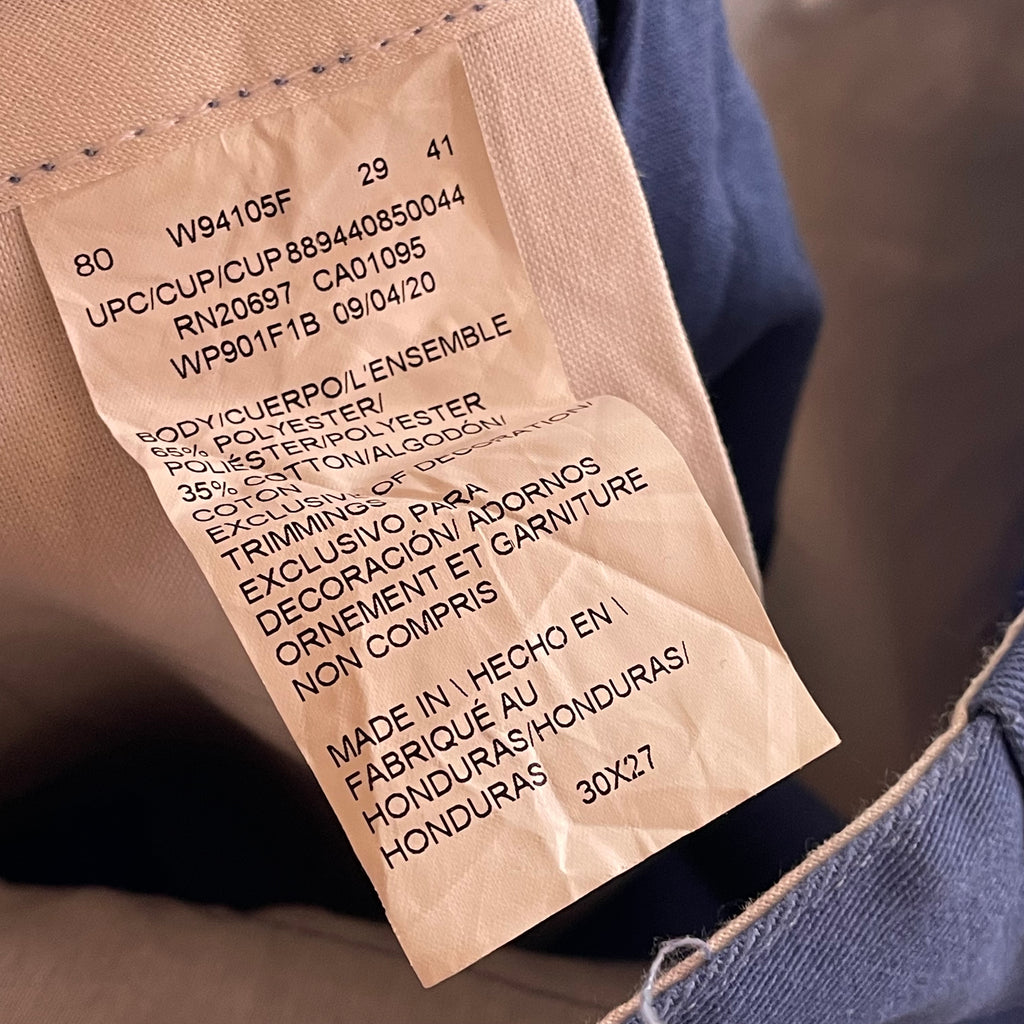 80 W94105F 29 41
UPC/CUP/CUP 889440850044
RN20697 CA01095
WP901F1B 09/04/20
BODY/CUERPO/L'ENSEMBLE
65% POLYESTER/
POLIÉSTER/POLYESTER
35% COTTON/ALGODÓN/
COTON
EXCLUSIVE OF DECORATION/
TRIMMINGS
EXCLUSIVO PARA
DECORACIÓN/ ADORNOS
ORNEMENT ET GARNITURE
NON COMPRIS
MADE IN \ HECHO EN \
FABRIQUÉ AU
HONDURAS/HONDURAS/
HONDURAS 30X27